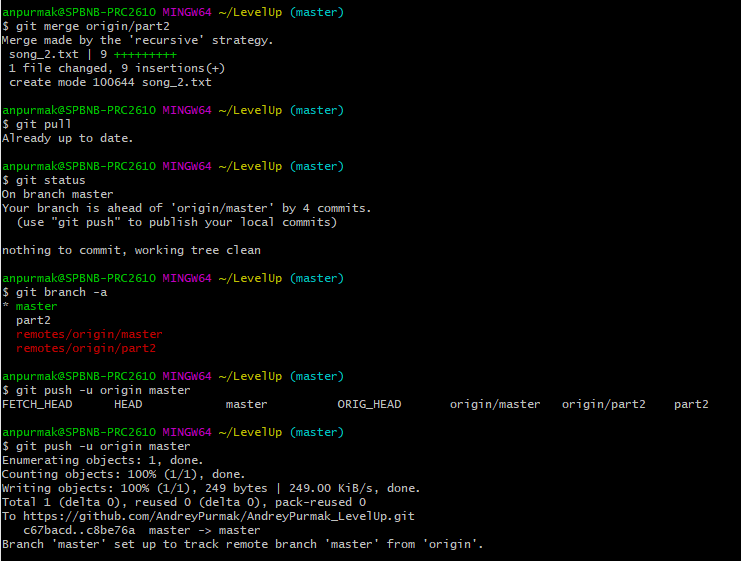 anpurmak@SPBNB-PRC2610 MINGW64 ~/LevelUp (master)
$ git merge origin/part2
Merge made by the 'recursive' strategy.
 song_2.txt | 9 +++++++++
 1 file changed, 9 insertions(+)
 create mode 100644 song_2.txt
anpurmak@SPBNB-PRC2610 MINGW64 ~/LevelUp (master)
$ git pull
Already up to date.
anpurmak@SPBNB-PRC2610 MINGW64 ~/LevelUp (master)
$ git status
On branch master
Your branch is ahead of 'origin/master' by 4 commits.
  (use "git push" to publish your local commits)
nothing to commit, working tree clean
anpurmak@SPBNB-PRC2610 MINGW64 ~/LevelUp (master)
$ git branch -a
* master
  part2
  remotes/origin/master
  remotes/origin/part2
anpurmak@SPBNB-PRC2610 MINGW64 ~/LevelUp (master)
$ git push -u origin master
FETCH_HEAD      HEAD            master          ORIG_HEAD       origin/master   origin/part2    part2
anpurmak@SPBNB-PRC2610 MINGW64 ~/LevelUp (master)
$ git push -u origin master
Enumerating objects: 1, done.
Counting objects: 100% (1/1), done.
Writing objects: 100% (1/1), 249 bytes | 249.00 KiB/s, done.
Total 1 (delta 0), reused 0 (delta 0), pack-reused 0
To https://github.com/AndreyPurmak/AndreyPurmak_LevelUp.git
   c67bacd..c8be76a  master -> master
Branch 'master' set up to track remote branch 'master' from 'origin'.